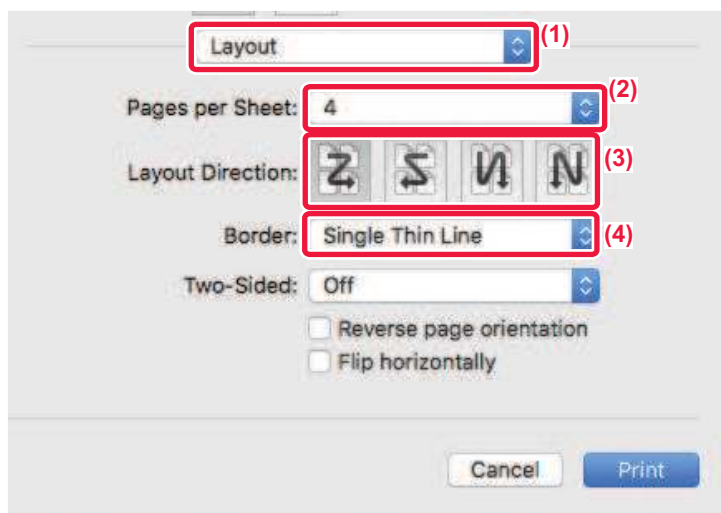 Layout (1)
Pages per Sheet: 4 (2)
Layout Direction: (3)
Border: Single Thin Line (4)
Two-Sided: Off
Reverse page orientation
Flip horizontally
Cancel Print